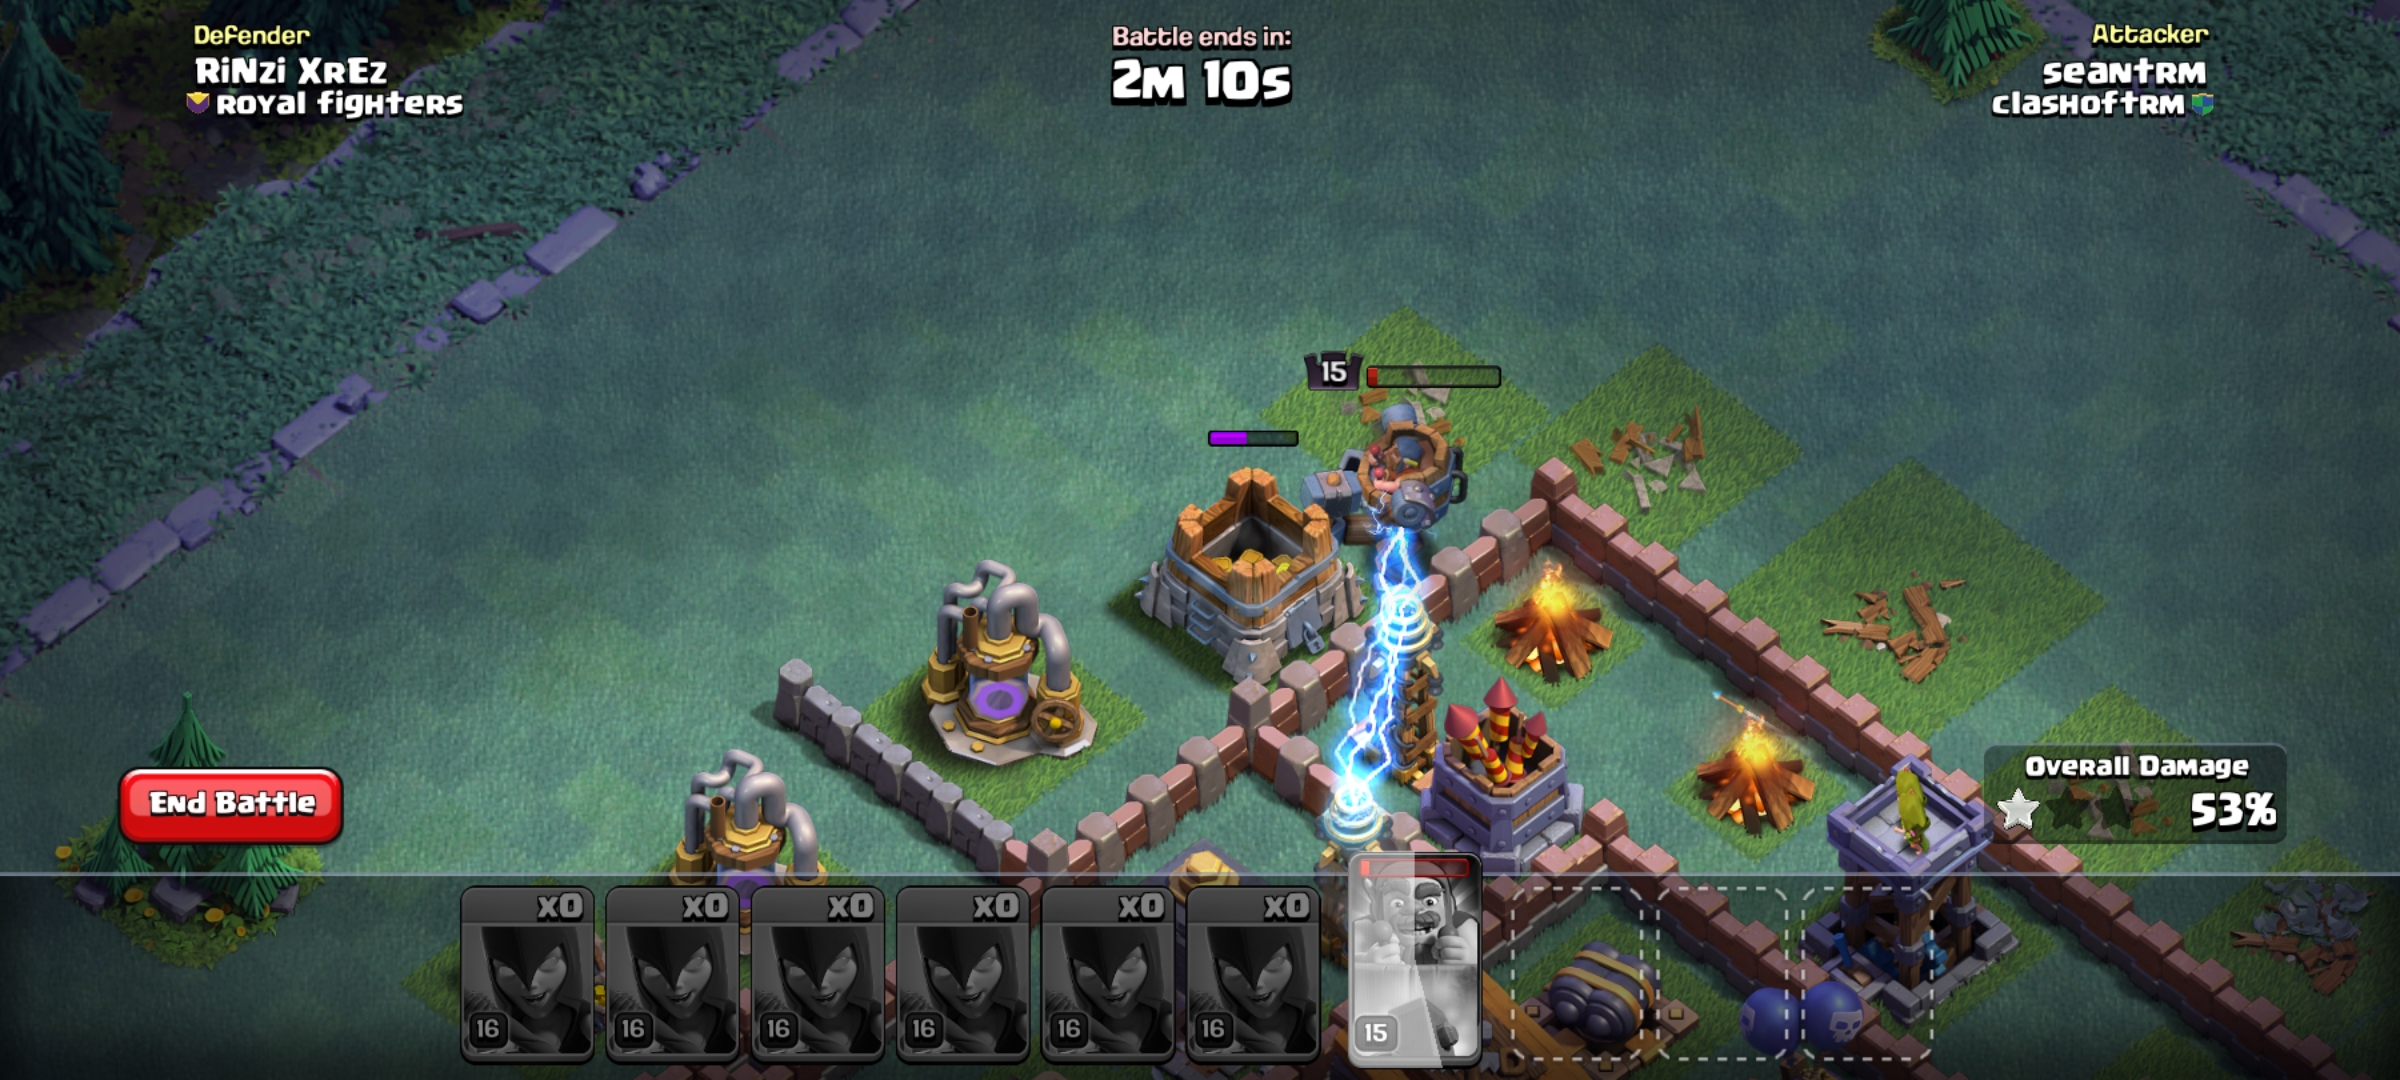 Defender
RiNzi XrEz
royal fighters
Battle ends in:
2M 10s
Attacker
seantrm
clashoftrm
15
End Battle
Overall Damage
53%
x0
x0
x0
x0
x0
x0
16
16
16
16
16
16
15